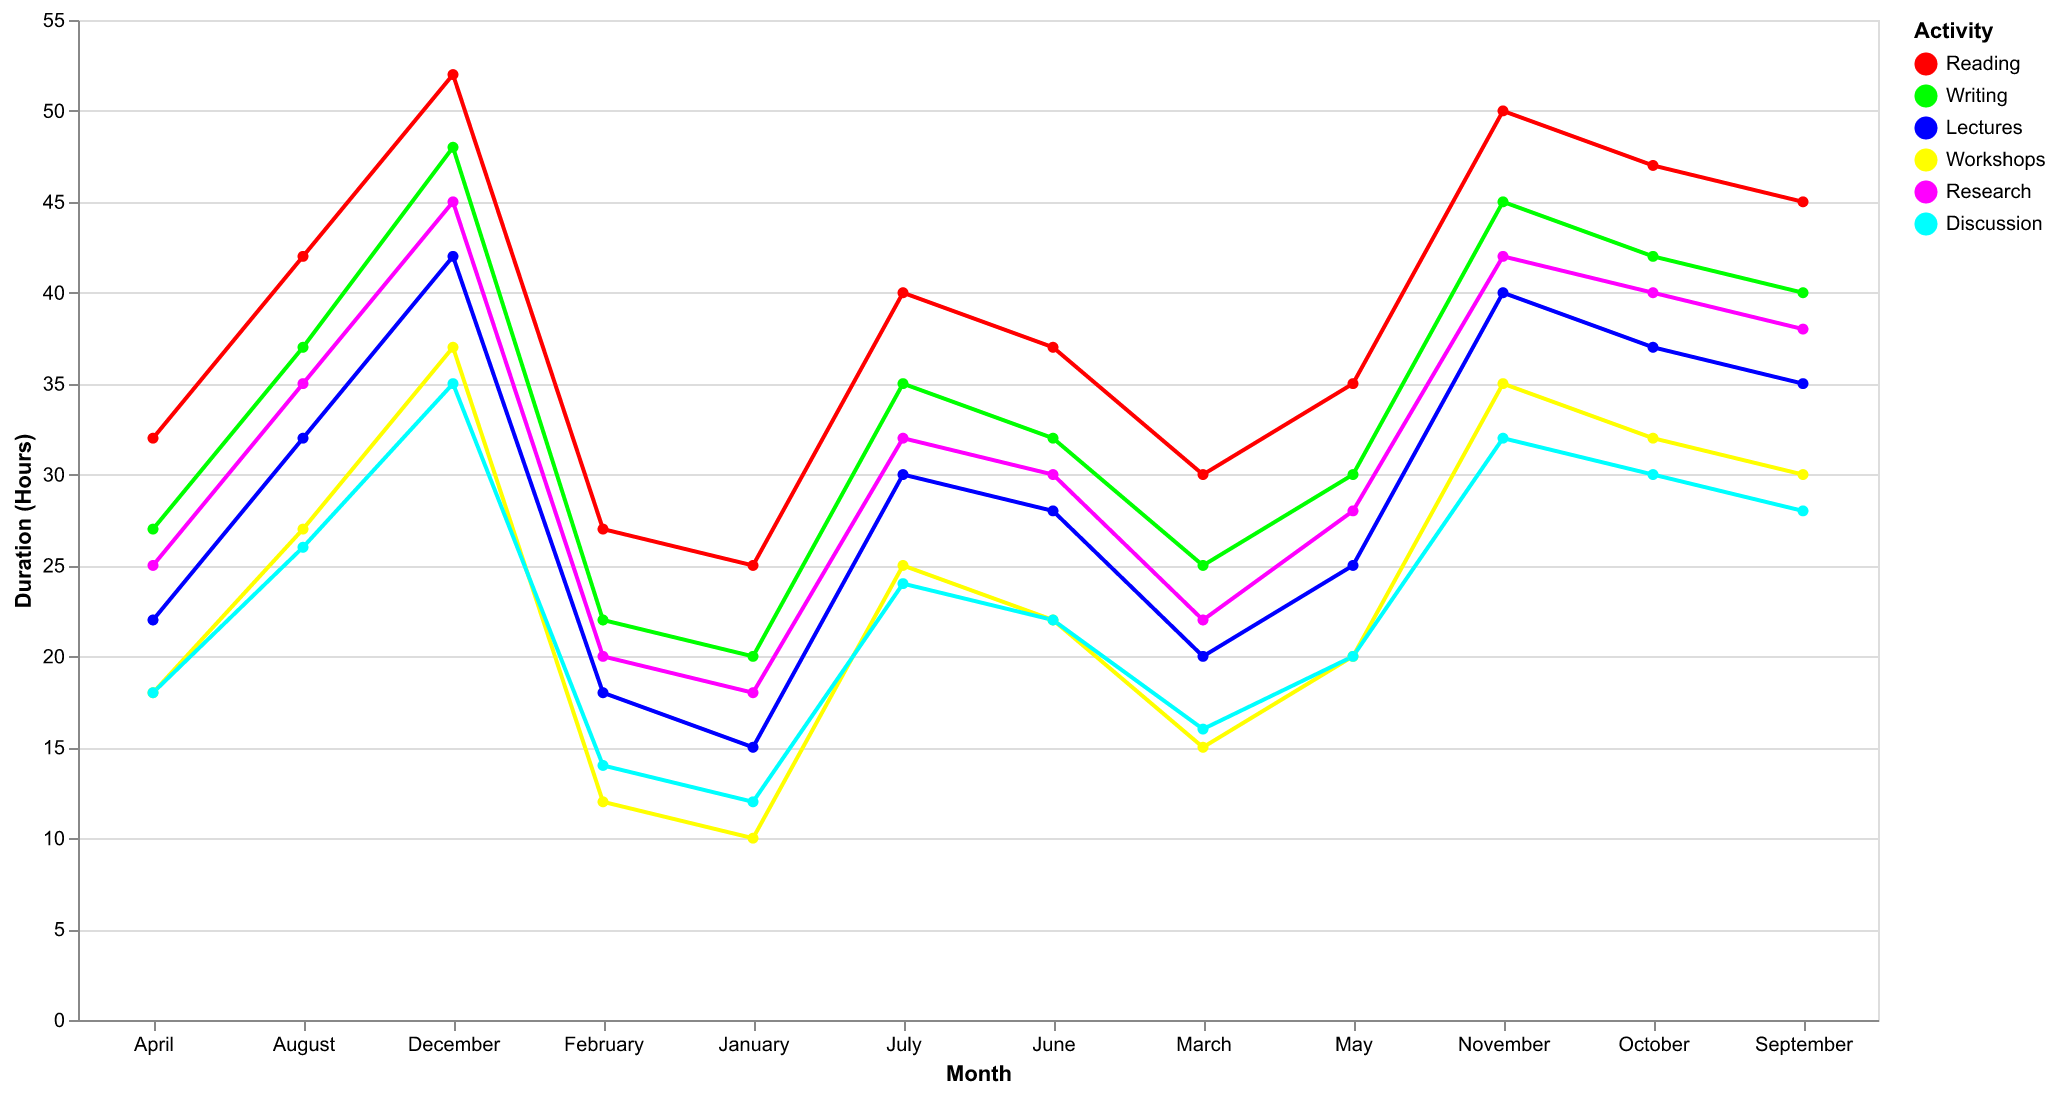 55
50
45
40
35
30
25
20
15
10
5
0
Duration (Hours)
April August December February January July June March May November October September
Month
Activity
Reading
Writing
Lectures
Workshops
Research
Discussion